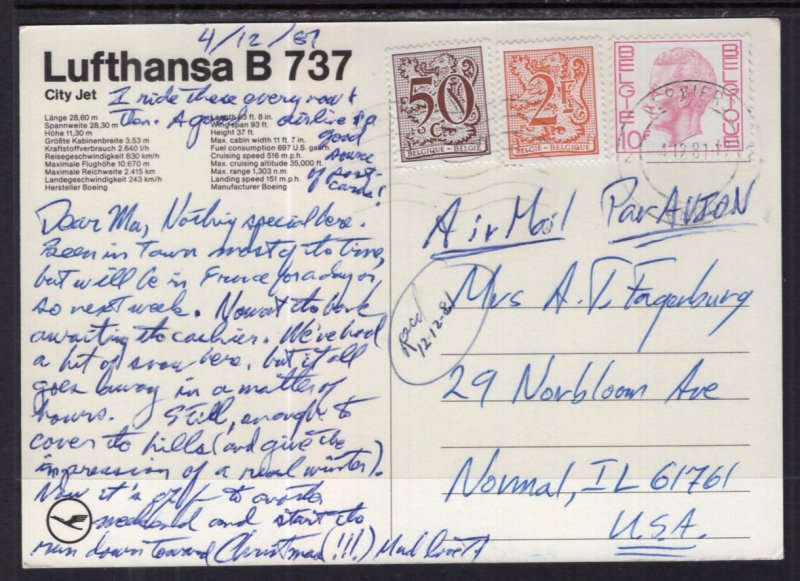 4/12/81
Lufthansa B 737
City Jet
I ride these every now &
then. A good airline & a
good
source
of post-
cards!
Länge 28,60 m
Spannweite 28,30 m
Höhe 11,30 m
Größte Kabinenbreite 3,53 m
Kraftstoffverbrauch 2.640 l/h
Reisegeschwindigkeit 830 km/h
Maximale Flughöhe 10.670 m
Maximale Reichweite 2.415 km
Landegeschwindigkeit 243 km/h
Hersteller Boeing
Length 93 ft. 8 in.
Wing-span 93 ft.
Height 37 ft.
Max. cabin width 11 ft. 7 in.
Fuel consumption 697 U.S. gal./h
Cruising speed 516 m.p.h.
Max. cruising altitude 35,000 ft.
Max. range 1,303 n.m.
Landing speed 151 m.p.h.
Manufacturer Boeing
Dear Mom, Nothing special here.
Been in town most of the time,
but will be in France for a day or
so next week. Now at the bank
awaiting the cashier. We've had
a bit of snow here, but it all
goes away in a matter of
hours. Still, enough to
cover the hills (and give the
impression of a real winter).
Now it's off to another
weekend and start the
run down toward Christmas (!!!) Much love
50 c
BELGIQUE - BELGIË
2F
BELGIQUE - BELGIË
BELGIE 10F BELGIQUE
VERVIERS
12.81
Air Mail Par AVION
Recd
12-12-81
Mrs A. T. Fagerburg
29 Norbloom Ave
Normal, IL 61761
U.S.A.